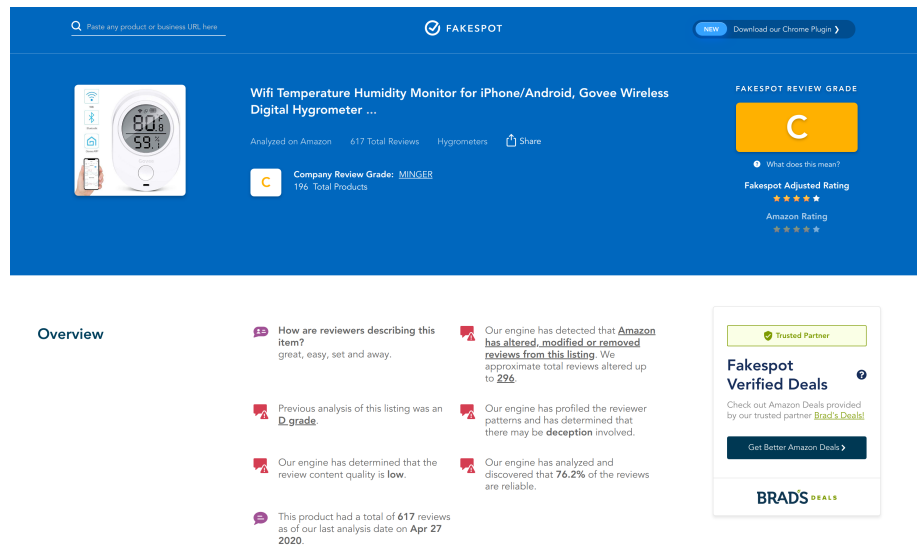 Paste any product or business URL here
FAKESPOT
NEW Download our Chrome Plugin ❯
Wifi Temperature Humidity Monitor for iPhone/Android, Govee Wireless
Digital Hygrometer ...
Analyzed on Amazon 617 Total Reviews Hygrometers Share
C
Company Review Grade: MINGER
196 Total Products
FAKESPOT REVIEW GRADE
C
What does this mean?
Fakespot Adjusted Rating
Amazon Rating
80.8
59.1
Overview
How are reviewers describing this
item?
great, easy, set and away.
Our engine has detected that Amazon
has altered, modified or removed
reviews from this listing. We
approximate total reviews altered up
to 296.
Previous analysis of this listing was an
D grade.
Our engine has profiled the reviewer
patterns and has determined that
there may be deception involved.
Our engine has determined that the
review content quality is low.
Our engine has analyzed and
discovered that 76.2% of the reviews
are reliable.
This product had a total of 617 reviews
as of our last analysis date on Apr 27
2020.
Trusted Partner
Fakespot
Verified Deals
Check out Amazon Deals provided
by our trusted partner Brad's Deals!
Get Better Amazon Deals ❯
BRAD'S DEALS